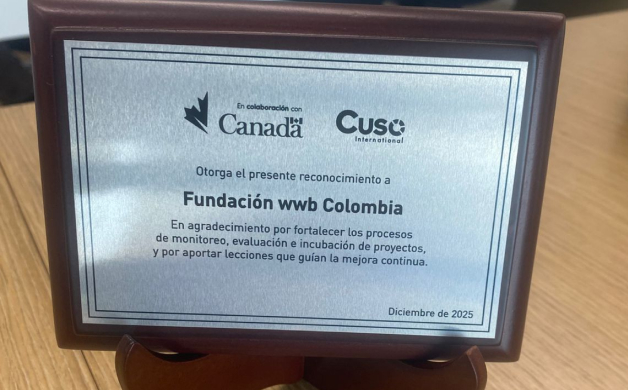 En colaboración con
Canadä
Cuso
International
Otorga el presente reconocimiento a
Fundación wwb Colombia
En agradecimiento por fortalecer los procesos
de monitoreo, evaluación e incubación de proyectos,
y por aportar lecciones que guían la mejora continua.
Diciembre de 2025